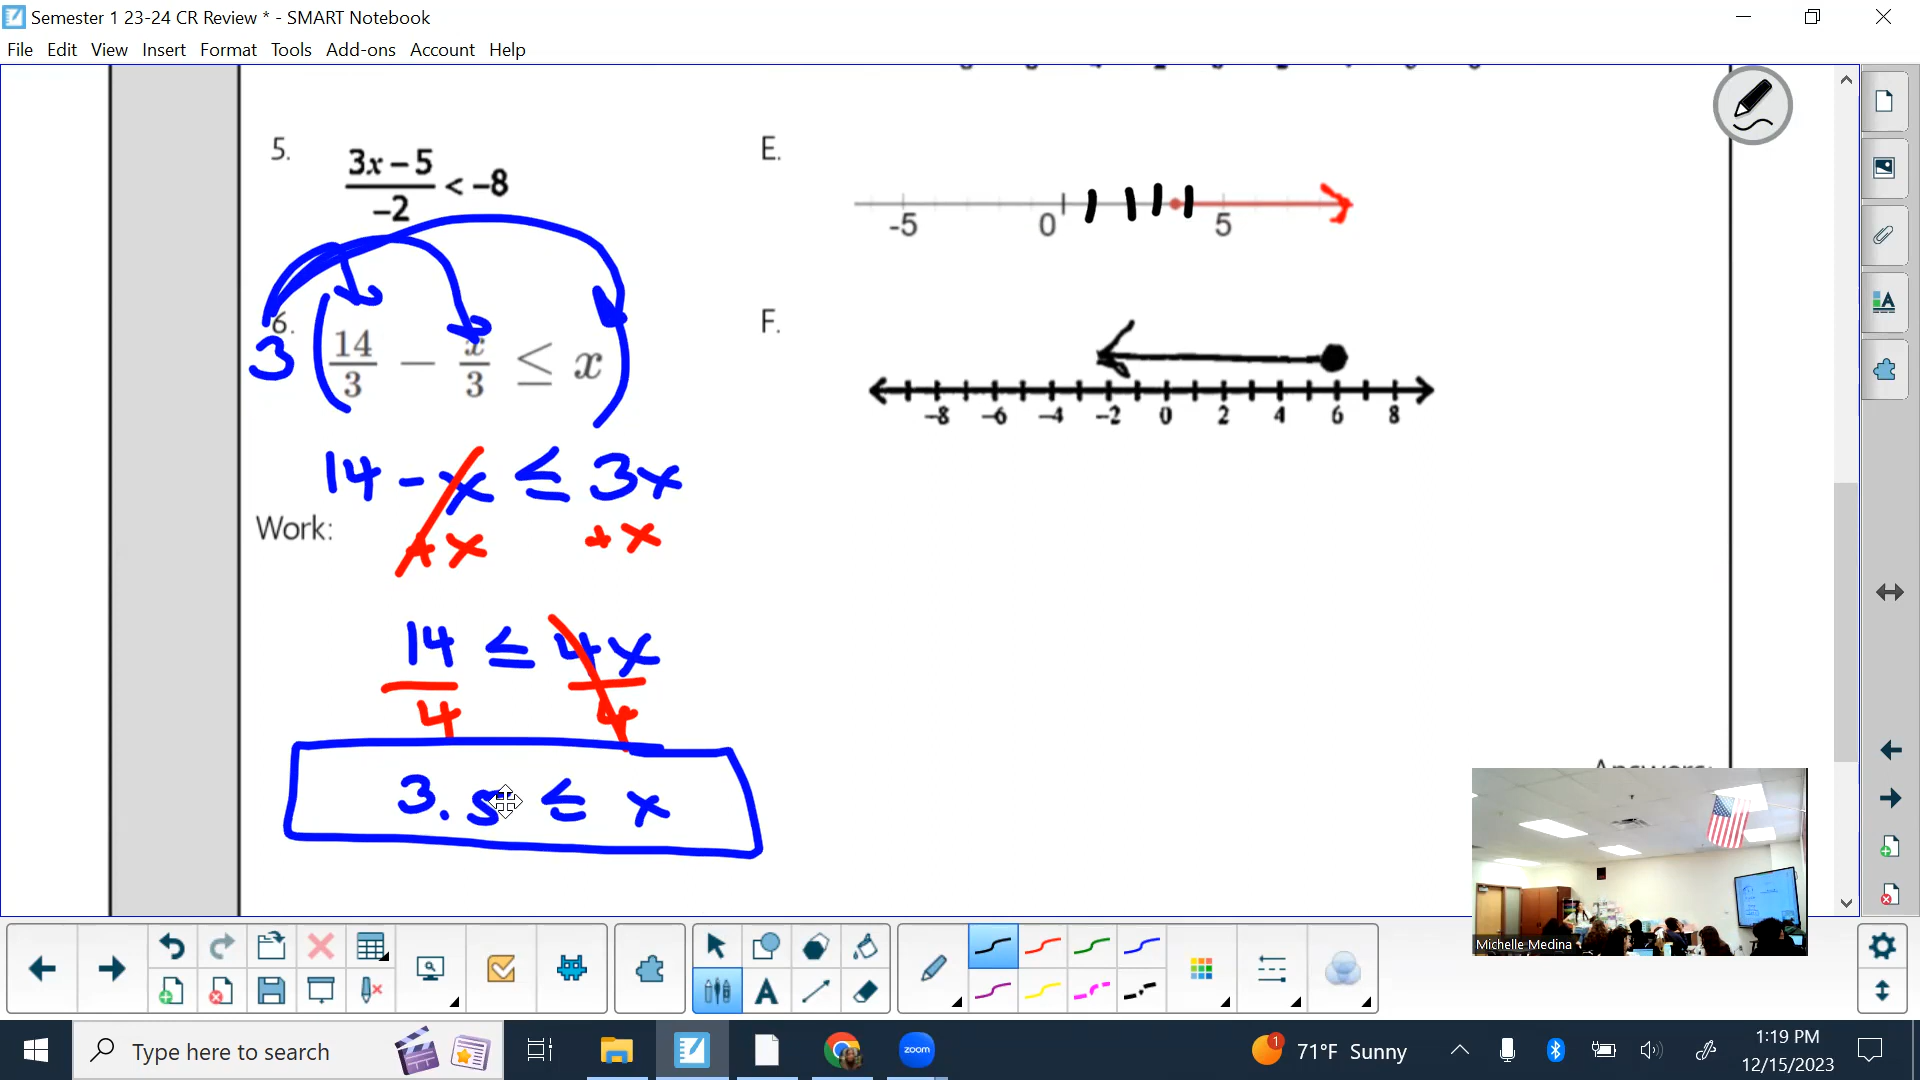 Semester 1 23-24 CR Review * - SMART Notebook
File Edit View Insert Format Tools Add-ons Account Help
5.
3x – 5
< –8
–2
E.
-5 0 5
6.
3 ( 14/3 − x/3 ≤ x )
F.
–8 –6 –4 –2 0 2 4 6 8
14 - x ≤ 3x
Work:
+x +x
14 ≤ 4x
4 4
3.5 ≤ x
Michelle Medina
Type here to search
zoom
1
71°F Sunny
1:19 PM
12/15/2023